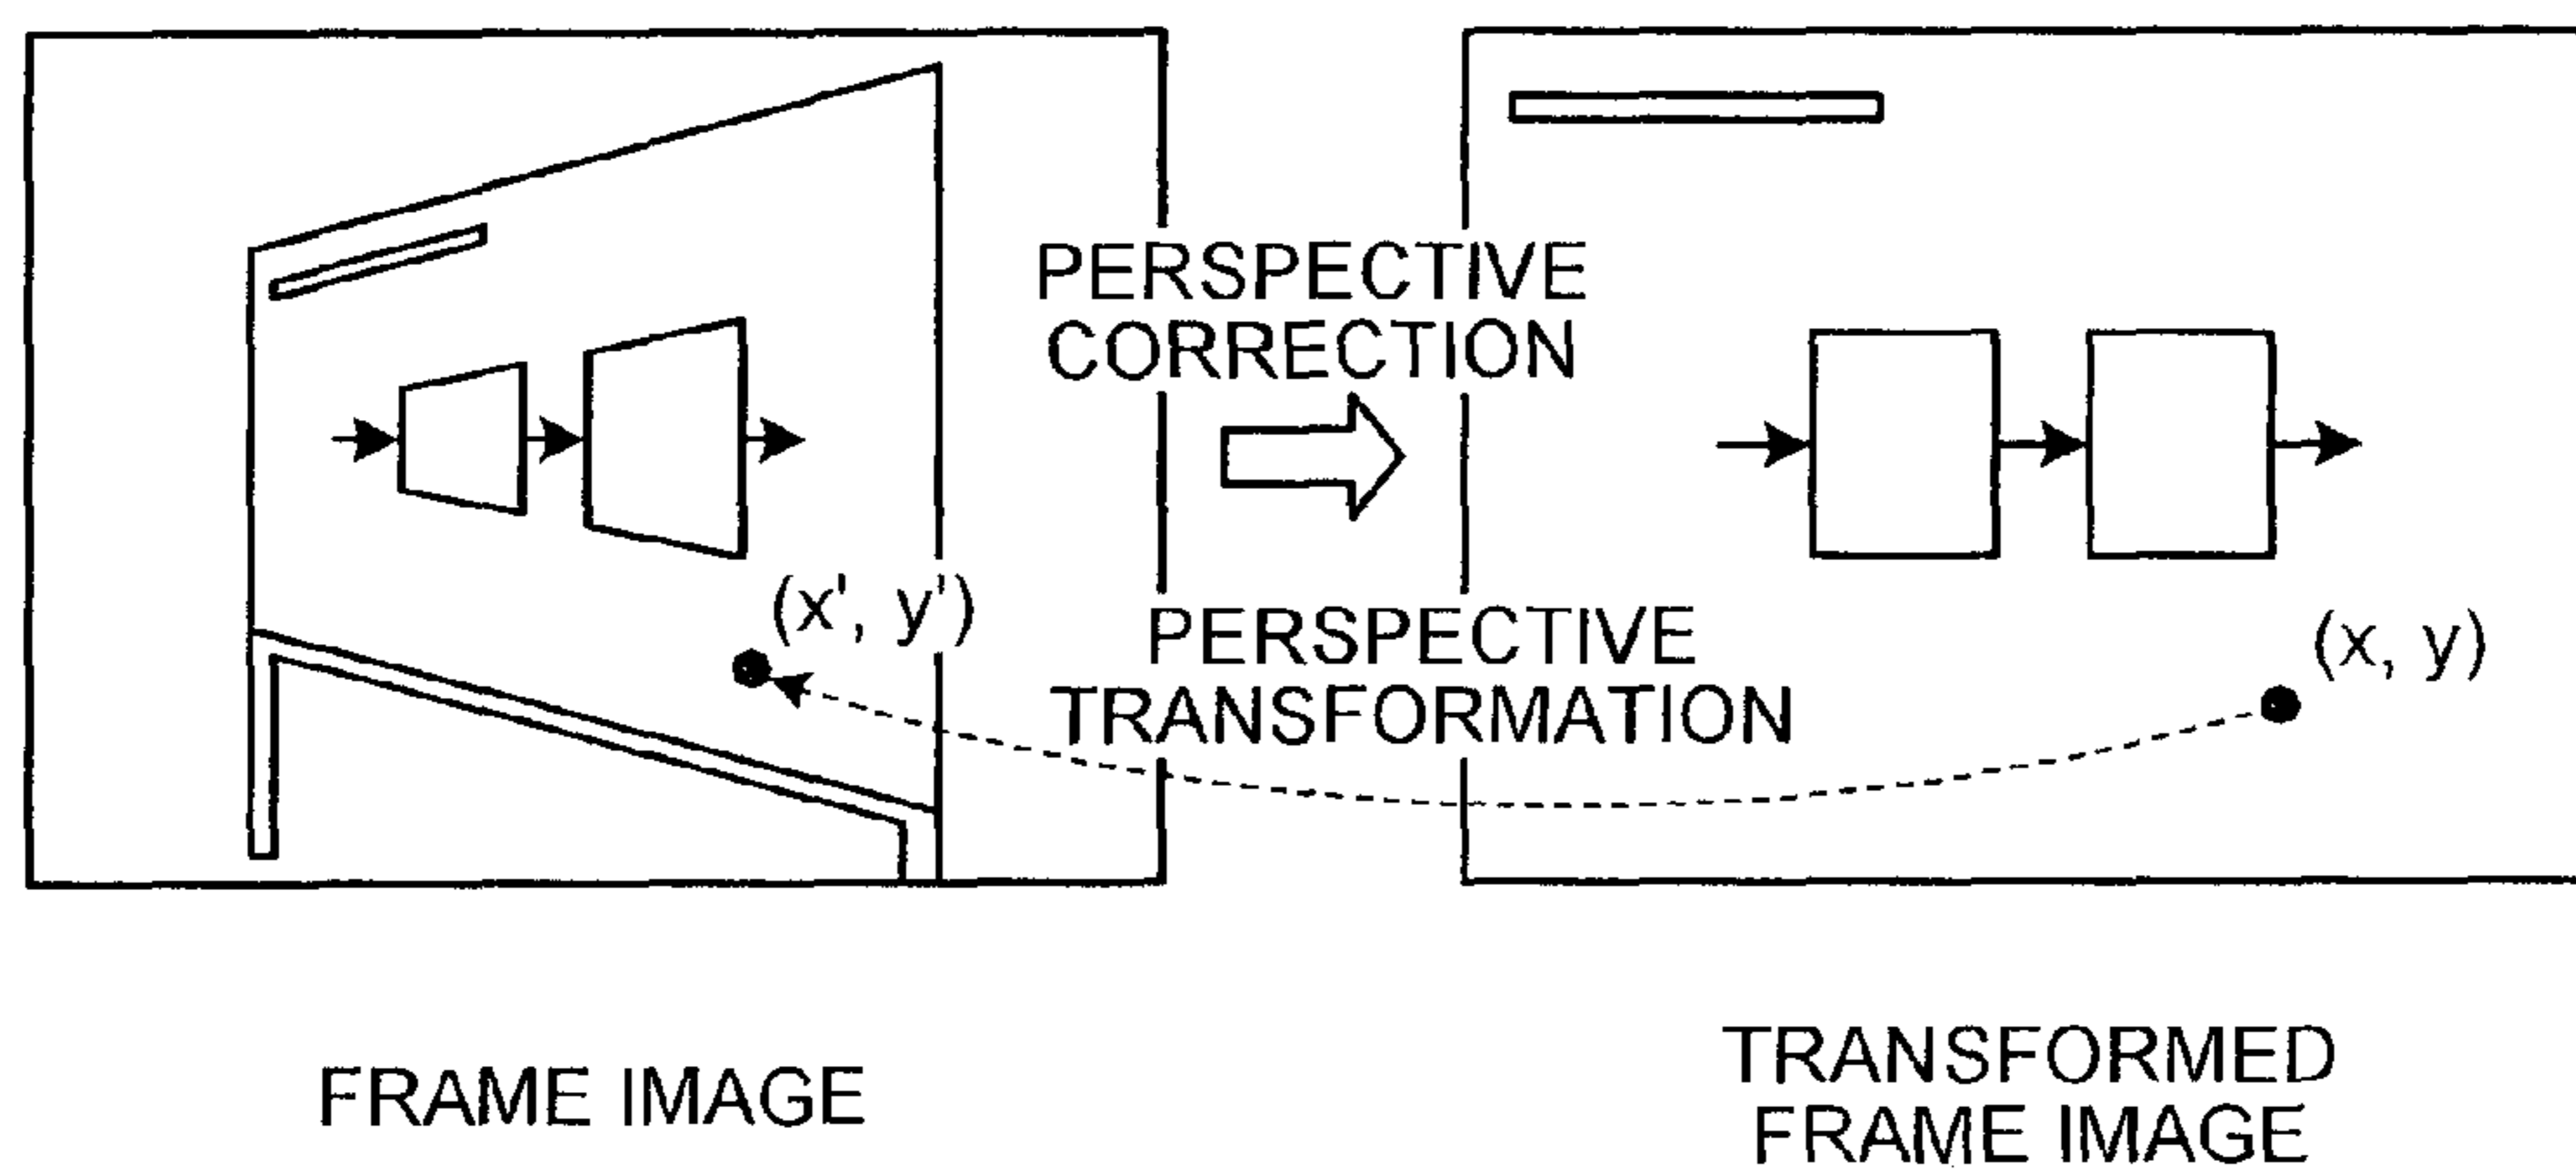 PERSPECTIVE
CORRECTION
(x', y')
PERSPECTIVE
TRANSFORMATION
(x, y)
FRAME IMAGE
TRANSFORMED
FRAME IMAGE